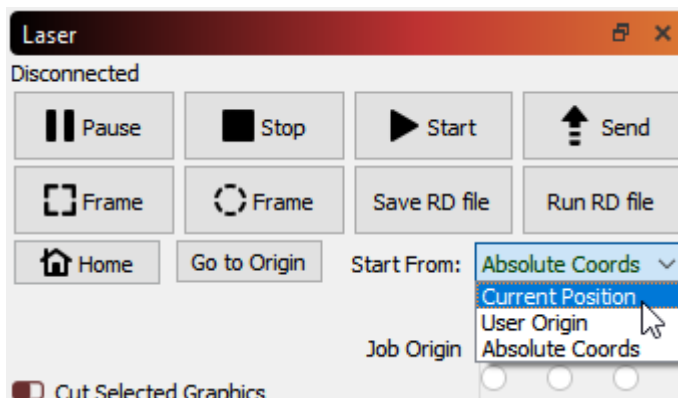 Laser
Disconnected
Pause Stop Start Send
Frame Frame Save RD file Run RD file
Home Go to Origin Start From: Absolute Coords
Current Position
User Origin
Job Origin Absolute Coords
Cut Selected Graphics